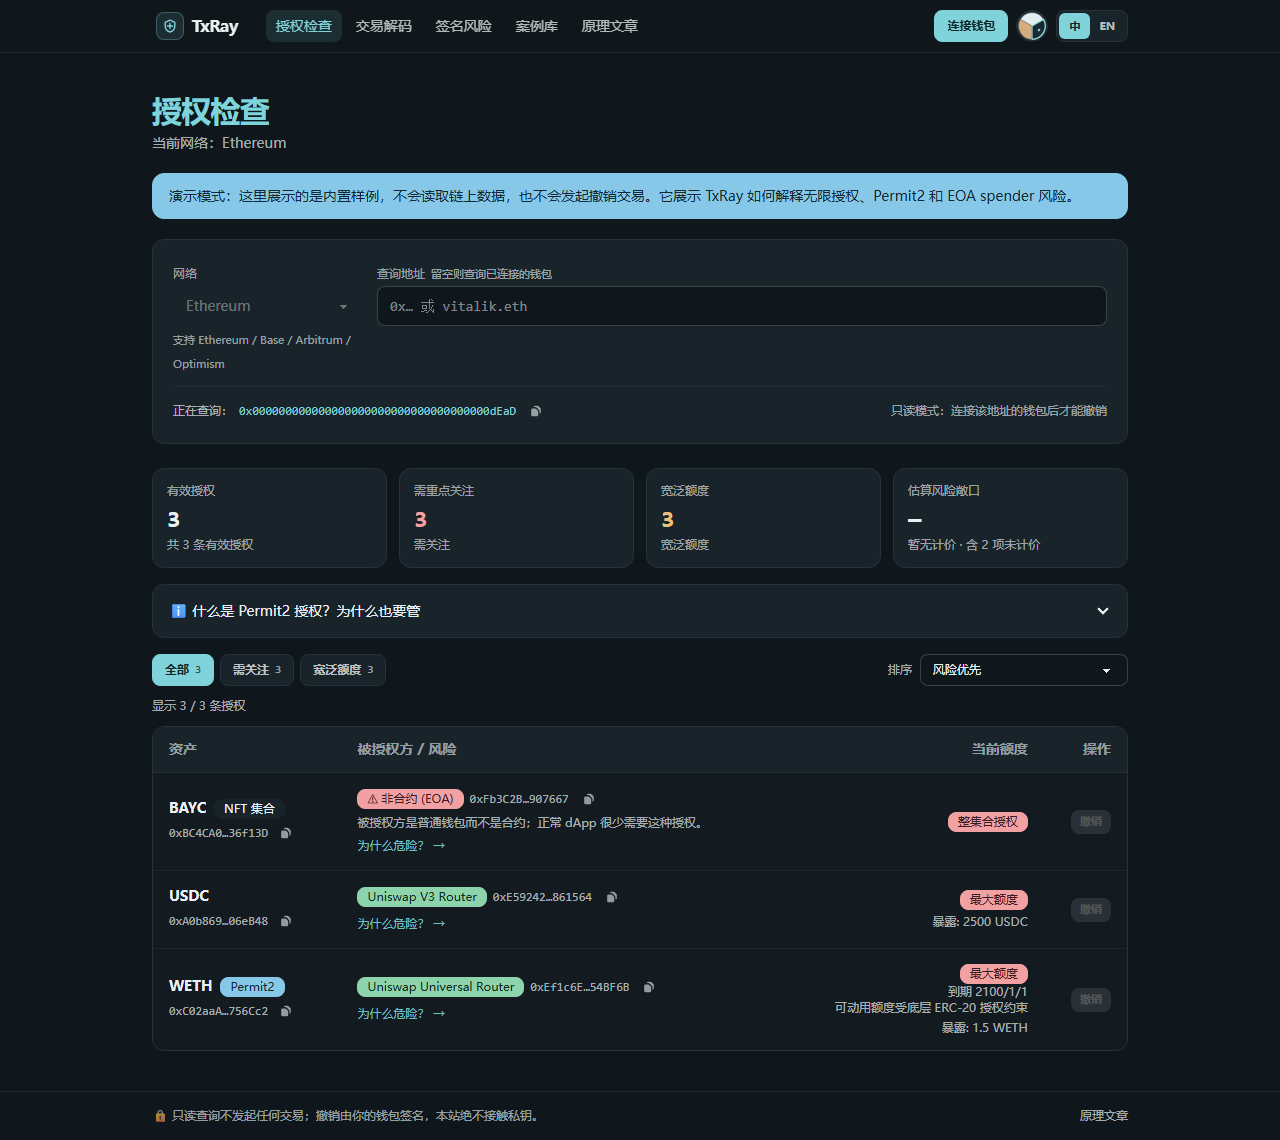 TxRay 授权检查 交易解码 签名风险 案例库 原理文章 连接钱包 中 EN
授权检查
当前网络：Ethereum
演示模式：这里展示的是内置样例，不会读取链上数据，也不会发起撤销交易。它展示 TxRay 如何解释无限授权、Permit2 和 EOA spender 风险。
网络
Ethereum
支持 Ethereum / Base / Arbitrum /
Optimism
查询地址 留空则查询已连接的钱包
0x… 或 vitalik.eth
正在查询： 0x000000000000000000000000000000000000dEaD
只读模式：连接该地址的钱包后才能撤销
有效授权
3
共 3 条有效授权
需重点关注
3
需关注
宽泛额度
3
宽泛额度
估算风险敞口
—
暂无计价 · 含 2 项未计价
什么是 Permit2 授权？为什么也要管
全部 3 需关注 3 宽泛额度 3
排序 风险优先
显示 3 / 3 条授权
资产 被授权方 / 风险 当前额度 操作
BAYC NFT 集合
0xBC4CA0…36f13D
⚠ 非合约 (EOA) 0xFb3C2B…907667
被授权方是普通钱包而不是合约；正常 dApp 很少需要这种授权。
为什么危险？ →
整集合授权
撤销
USDC
0xA0b869…06eB48
Uniswap V3 Router 0xE59242…861564
为什么危险？ →
最大额度
暴露: 2500 USDC
撤销
WETH Permit2
0xC02aaA…756Cc2
Uniswap Universal Router 0xEf1c6E…54BF6B
为什么危险？ →
最大额度
到期 2100/1/1
可动用额度受底层 ERC-20 授权约束
暴露: 1.5 WETH
撤销
只读查询不发起任何交易；撤销由你的钱包签名，本站绝不接触私钥。
原理文章